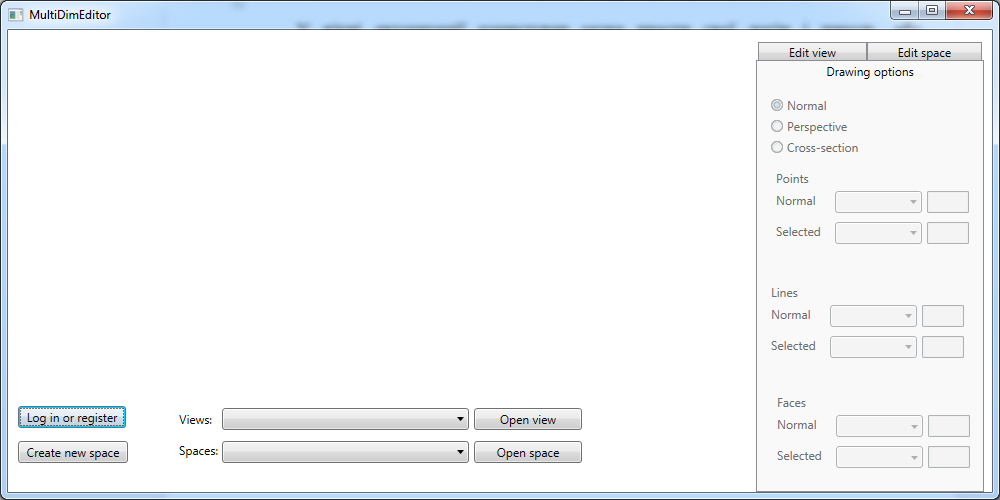 MultiDimEditor
Edit view
Edit space
Drawing options
Normal
Perspective
Cross-section
Points
Normal
Selected
Lines
Normal
Selected
Faces
Normal
Selected
Log in or register
Views:
Open view
Create new space
Spaces:
Open space